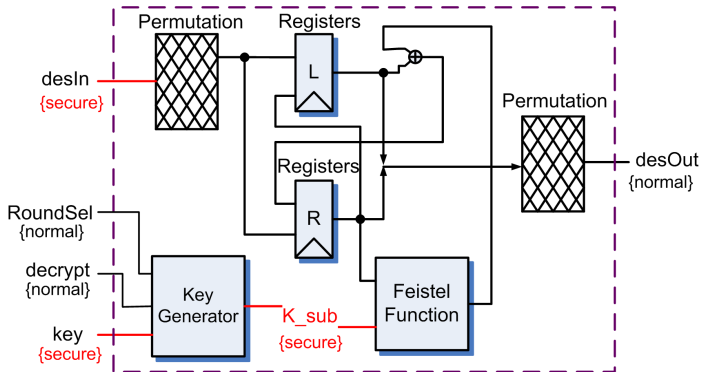 Permutation
Registers
L
desIn
{secure}
Permutation
Registers
R
desOut
{normal}
RoundSel
{normal}
decrypt
{normal}
Key
Generator
K_sub
{secure}
Feistel
Function
key
{secure}